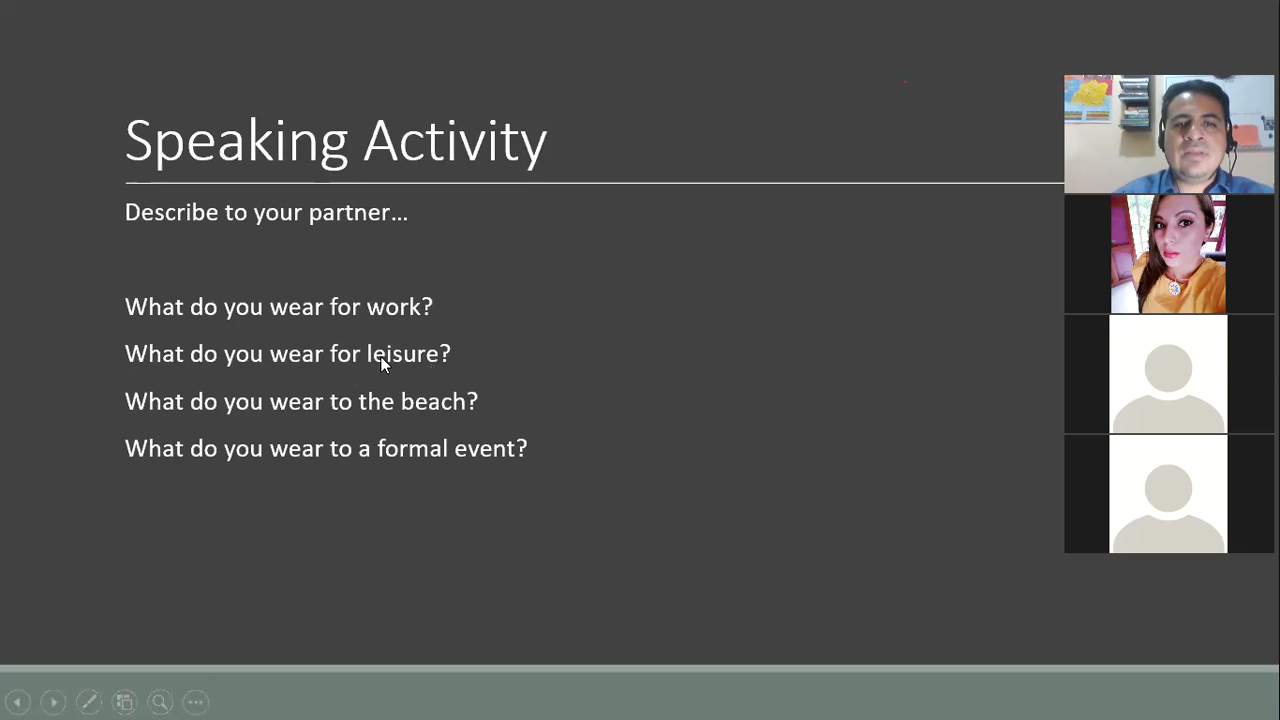 Speaking Activity
Describe to your partner...
What do you wear for work?
What do you wear for leisure?
What do you wear to the beach?
What do you wear to a formal event?